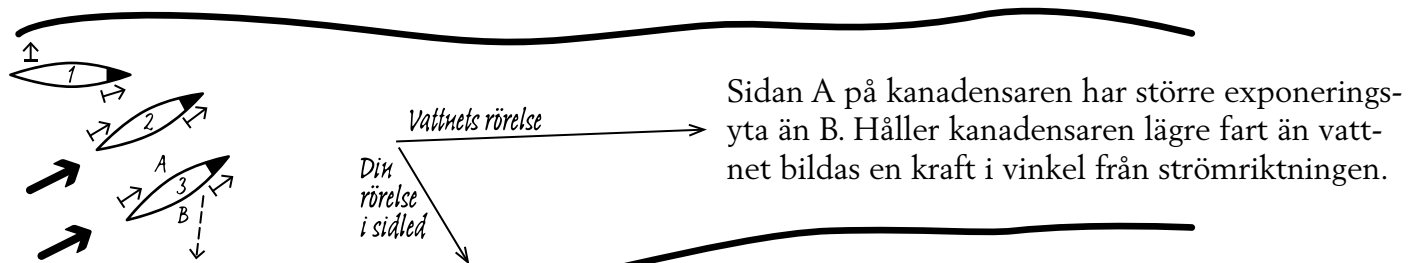 1
2
A
3
B
Vattnets rörelse
Din
rörelse
i sidled
Sidan A på kanadensaren har större exponerings-
yta än B. Håller kanadensaren lägre fart än vatt-
net bildas en kraft i vinkel från strömriktningen.